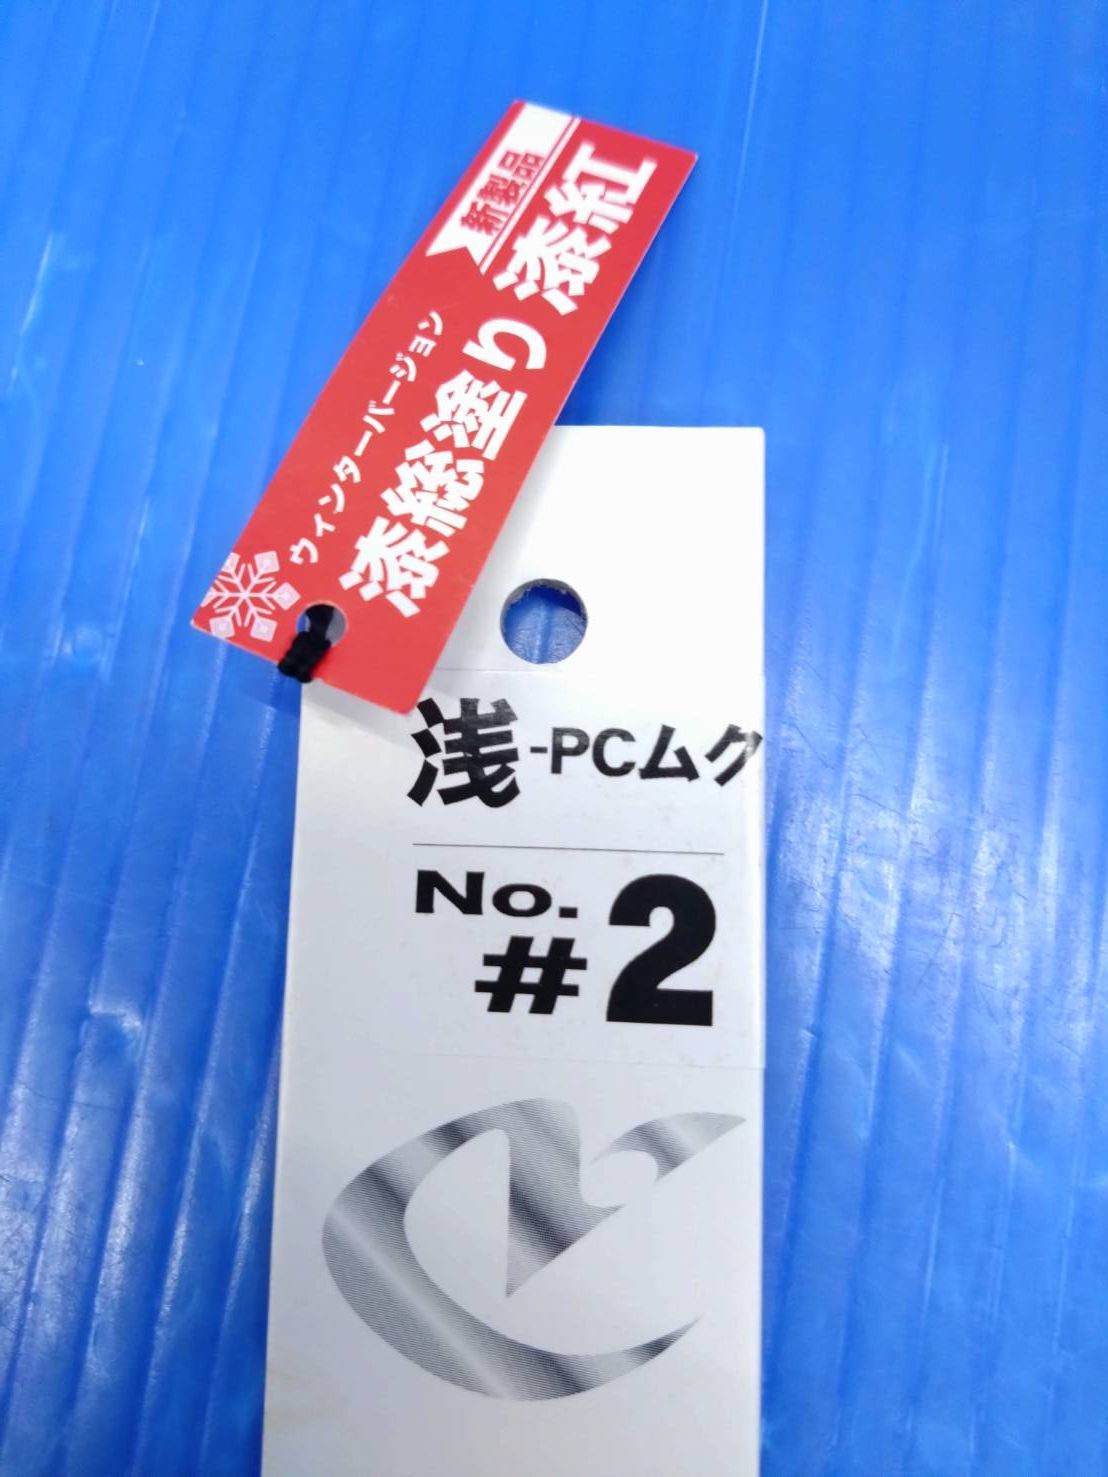 新製品
漆総塗り 漆紅
ウィンターバージョン
浅-PCムク
No.
#2